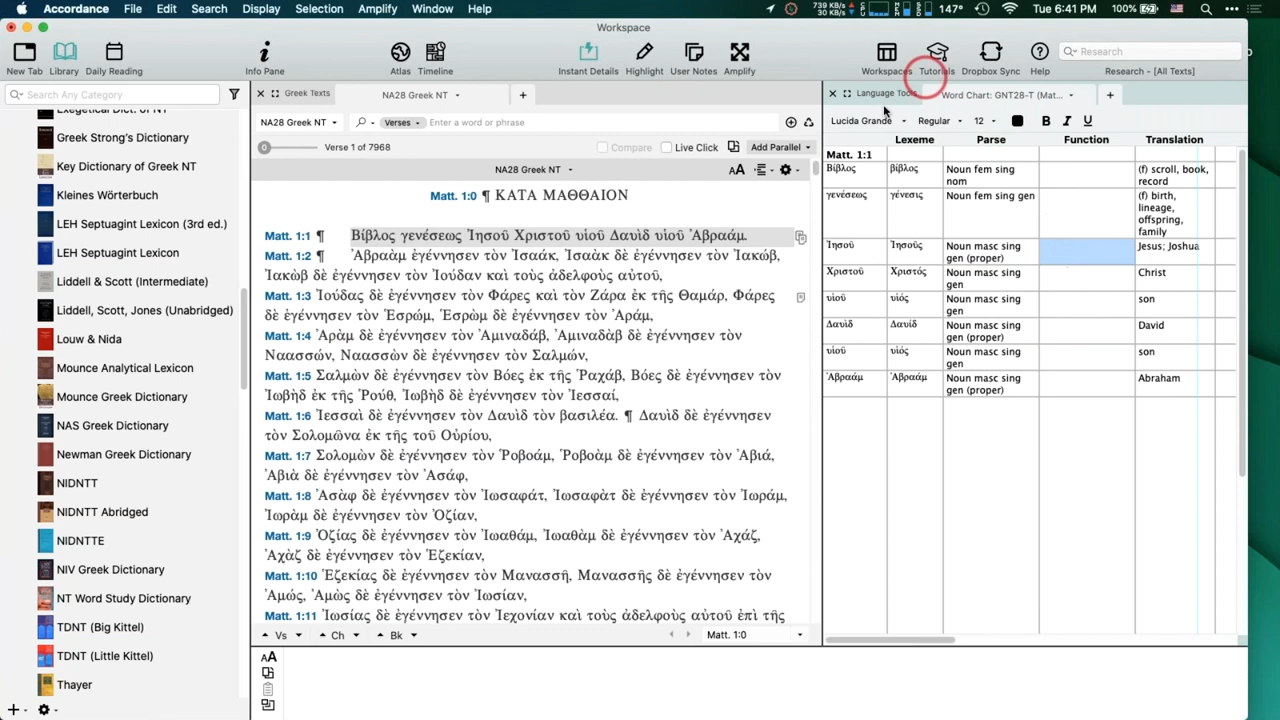 Accordance File Edit Search Display Selection Amplify Window Help 739 KB/s 30 KB/s 147° Tue 6:41 PM 100%
Workspace
New Tab Library Daily Reading Info Pane Atlas Timeline Instant Details Highlight User Notes Amplify Workspaces Tutorials Dropbox Sync Help Research
Research - [All Texts]
Search Any Category
Greek Strong's Dictionary
Key Dictionary of Greek NT
Kleines Wörterbuch
LEH Septuagint Lexicon (3rd ed.)
LEH Septuagint Lexicon
Liddell & Scott (Intermediate)
Liddell, Scott, Jones (Unabridged)
Louw & Nida
Mounce Analytical Lexicon
Mounce Greek Dictionary
NAS Greek Dictionary
Newman Greek Dictionary
NIDNTT
NIDNTT Abridged
NIDNTTE
NIV Greek Dictionary
NT Word Study Dictionary
TDNT (Big Kittel)
TDNT (Little Kittel)
Thayer
Greek Texts NA28 Greek NT
NA28 Greek NT Verses Enter a word or phrase
Verse 1 of 7968 Compare Live Click Add Parallel
NA28 Greek NT
Matt. 1:0 ¶ ΚΑΤΑ ΜΑΘΘΑΙΟΝ
Matt. 1:1 ¶ Βίβλος γενέσεως Ἰησοῦ Χριστοῦ υἱοῦ Δαυὶδ υἱοῦ Ἀβραάμ.
Matt. 1:2 ¶ Ἀβραὰμ ἐγέννησεν τὸν Ἰσαάκ, Ἰσαὰκ δὲ ἐγέννησεν τὸν Ἰακώβ,
Ἰακὼβ δὲ ἐγέννησεν τὸν Ἰούδαν καὶ τοὺς ἀδελφοὺς αὐτοῦ,
Matt. 1:3 Ἰούδας δὲ ἐγέννησεν τὸν Φάρες καὶ τὸν Ζάρα ἐκ τῆς Θαμάρ, Φάρες
δὲ ἐγέννησεν τὸν Ἑσρώμ, Ἑσρὼμ δὲ ἐγέννησεν τὸν Ἀράμ,
Matt. 1:4 Ἀρὰμ δὲ ἐγέννησεν τὸν Ἀμιναδάβ, Ἀμιναδὰβ δὲ ἐγέννησεν τὸν
Ναασσών, Ναασσὼν δὲ ἐγέννησεν τὸν Σαλμών,
Matt. 1:5 Σαλμὼν δὲ ἐγέννησεν τὸν Βόες ἐκ τῆς Ῥαχάβ, Βόες δὲ ἐγέννησεν
τὸν Ἰωβὴδ ἐκ τῆς Ῥούθ, Ἰωβὴδ δὲ ἐγέννησεν τὸν Ἰεσσαί,
Matt. 1:6 Ἰεσσαὶ δὲ ἐγέννησεν τὸν Δαυὶδ τὸν βασιλέα. ¶ Δαυὶδ δὲ ἐγέννησεν
τὸν Σολομῶνα ἐκ τῆς τοῦ Οὐρίου,
Matt. 1:7 Σολομὼν δὲ ἐγέννησεν τὸν Ῥοβοάμ, Ῥοβοὰμ δὲ ἐγέννησεν τὸν Ἀβιά,
Ἀβιὰ δὲ ἐγέννησεν τὸν Ἀσάφ,
Matt. 1:8 Ἀσὰφ δὲ ἐγέννησεν τὸν Ἰωσαφάτ, Ἰωσαφὰτ δὲ ἐγέννησεν τὸν Ἰωράμ,
Ἰωρὰμ δὲ ἐγέννησεν τὸν Ὀζίαν,
Matt. 1:9 Ὀζίας δὲ ἐγέννησεν τὸν Ἰωαθάμ, Ἰωαθὰμ δὲ ἐγέννησεν τὸν Ἀχάζ,
Ἀχὰζ δὲ ἐγέννησεν τὸν Ἑζεκίαν,
Matt. 1:10 Ἑζεκίας δὲ ἐγέννησεν τὸν Μανασσῆ, Μανασσῆς δὲ ἐγέννησεν τὸν
Ἀμώς, Ἀμὼς δὲ ἐγέννησεν τὸν Ἰωσίαν,
Matt. 1:11 Ἰωσίας δὲ ἐγέννησεν τὸν Ἰεχονίαν καὶ τοὺς ἀδελφοὺς αὐτοῦ ἐπὶ τῆς
Vs Ch Bk Matt. 1:0
Language Tools Word Chart: GNT28-T (Mat...
Lucida Grande Regular 12 B I U
Lexeme Parse Function Translation
Matt. 1:1
Βίβλος βίβλος Noun fem sing nom (f) scroll, book, record
γενέσεως γένεσις Noun fem sing gen (f) birth, lineage, offspring, family
Ἰησοῦ Ἰησοῦς Noun masc sing gen (proper) Jesus; Joshua
Χριστοῦ Χριστός Noun masc sing gen Christ
υἱοῦ υἱός Noun masc sing gen son
Δαυὶδ Δαυίδ Noun masc sing gen (proper) David
υἱοῦ υἱός Noun masc sing gen son
Ἀβραάμ Ἀβραάμ Noun masc sing gen (proper) Abraham